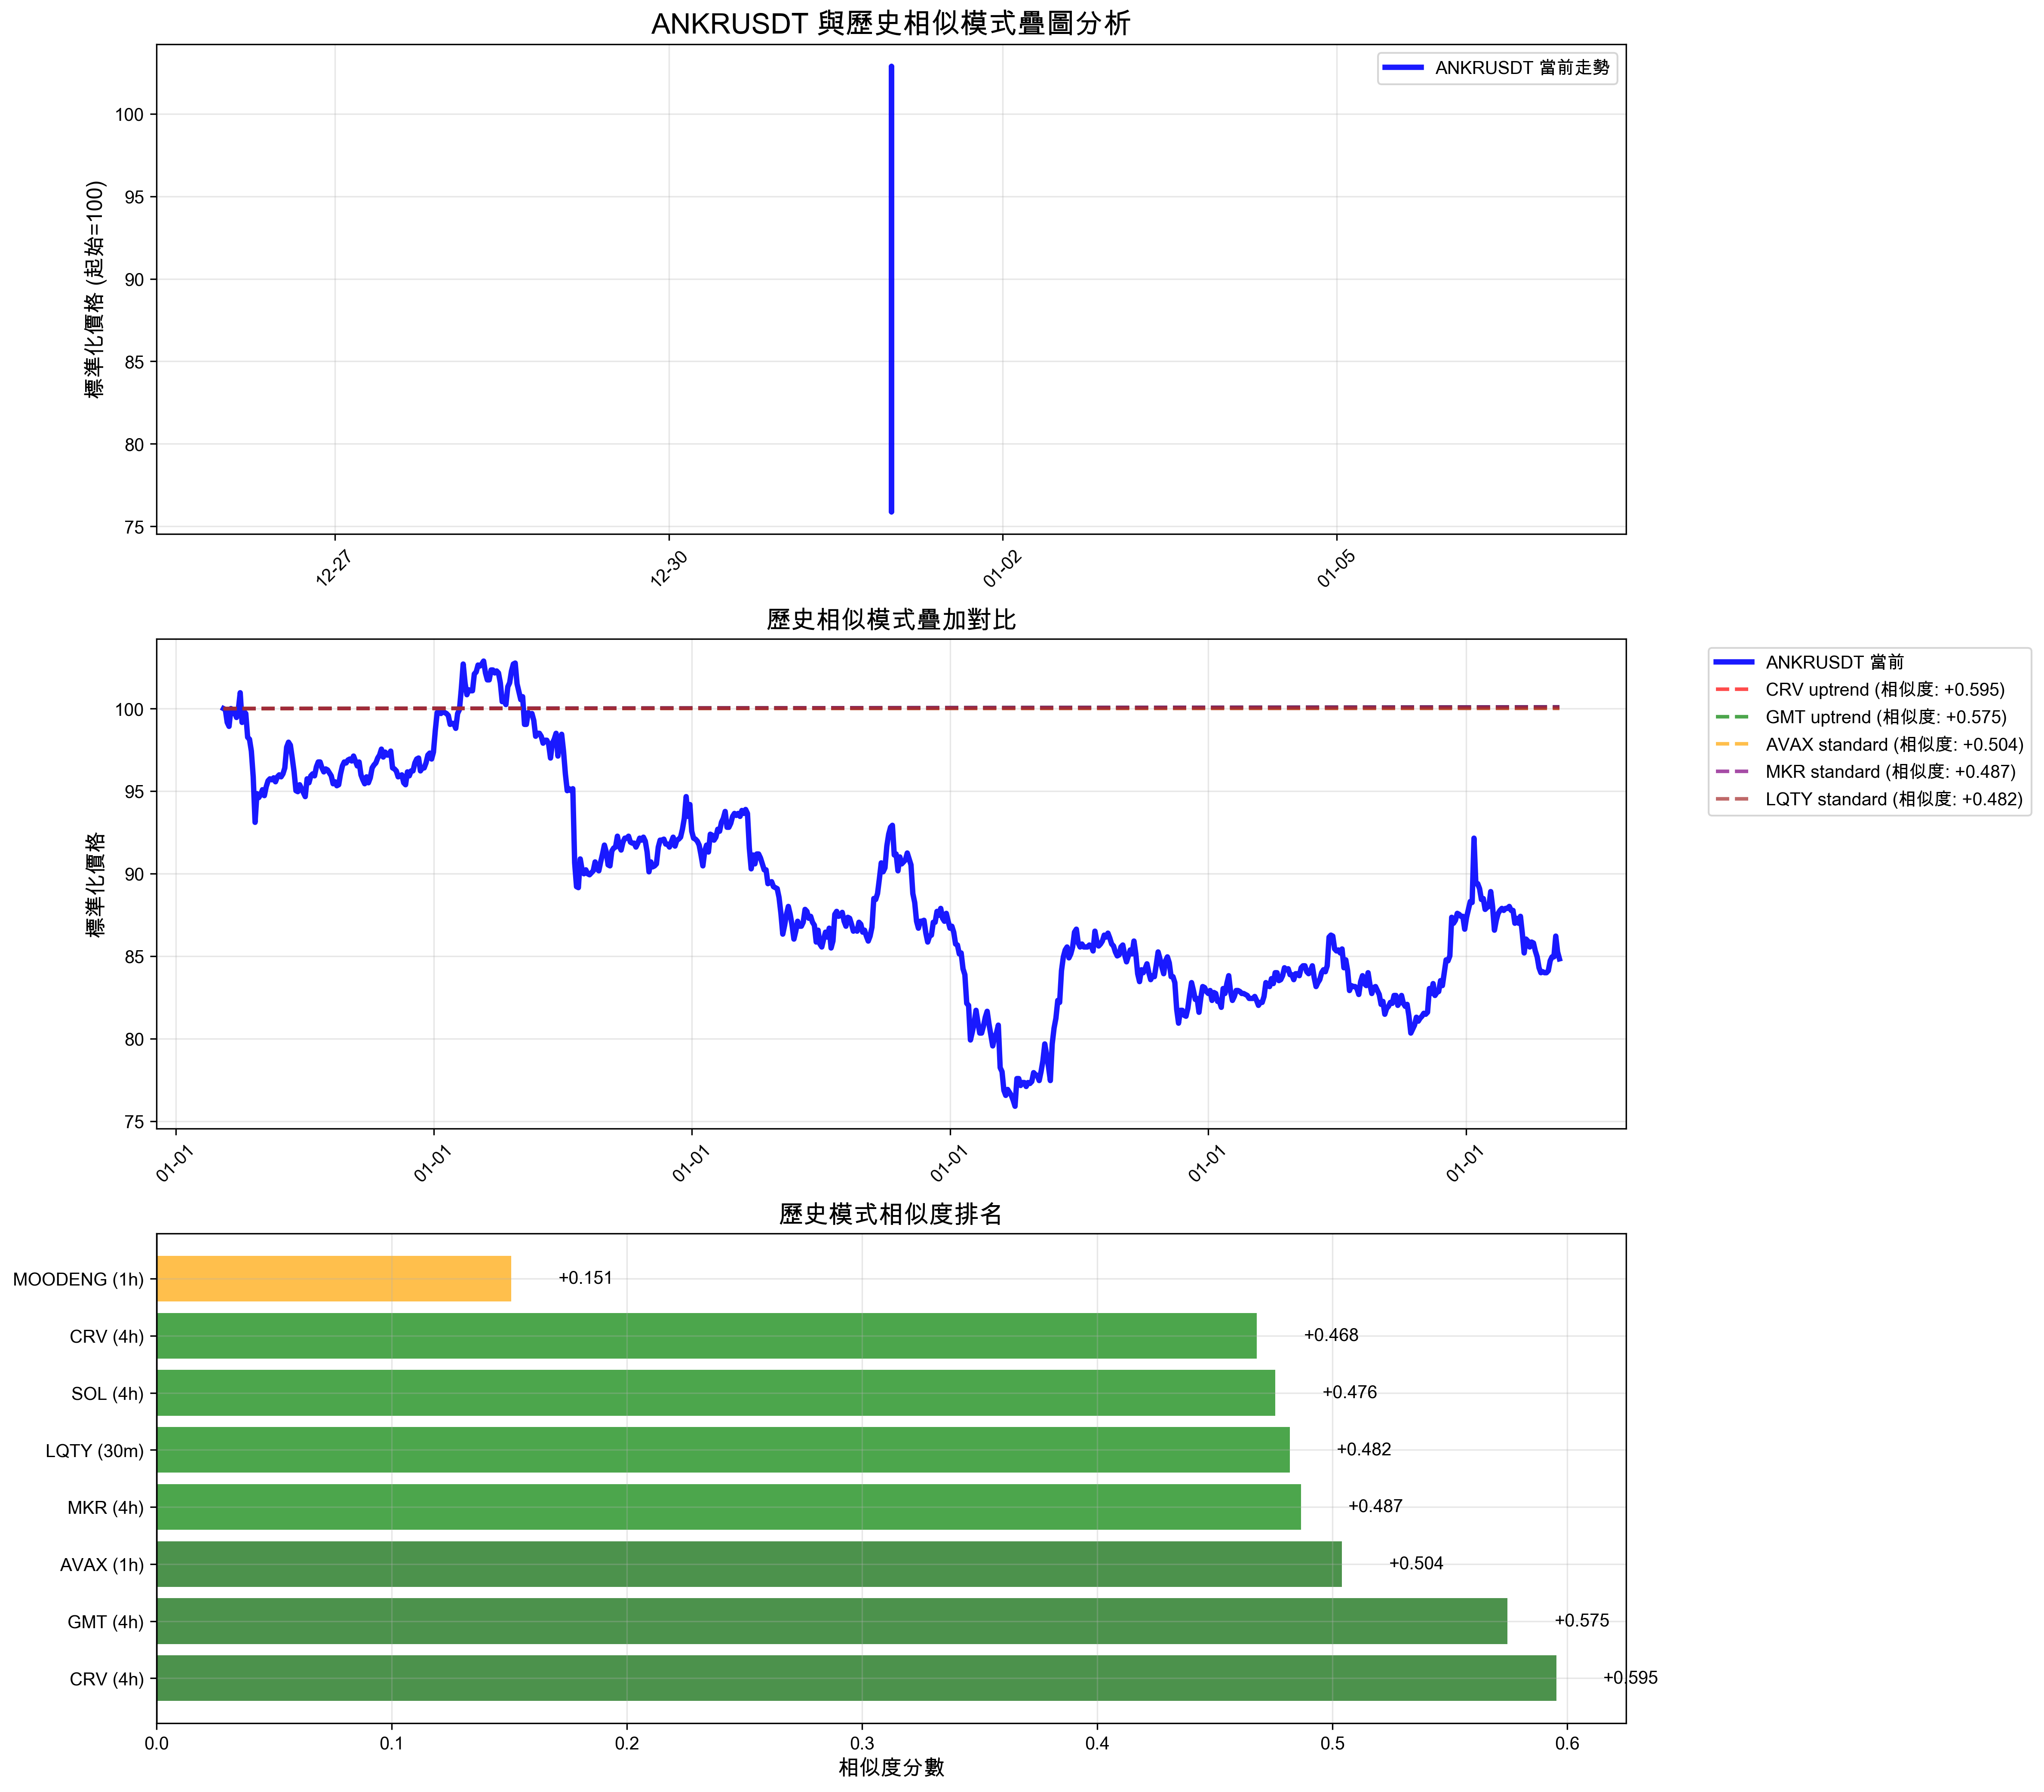 ANKRUSDT 與歷史相似模式疊圖分析
ANKRUSDT 當前走勢
標準化價格 (起始=100)
100
95
90
85
80
75
12-27
12-30
01-02
01-05
歷史相似模式疊加對比
ANKRUSDT 當前
CRV uptrend (相似度: +0.595)
GMT uptrend (相似度: +0.575)
AVAX standard (相似度: +0.504)
MKR standard (相似度: +0.487)
LQTY standard (相似度: +0.482)
標準化價格
100
95
90
85
80
75
01-01
01-01
01-01
01-01
01-01
01-01
歷史模式相似度排名
MOODENG (1h) +0.151
CRV (4h) +0.468
SOL (4h) +0.476
LQTY (30m) +0.482
MKR (4h) +0.487
AVAX (1h) +0.504
GMT (4h) +0.575
CRV (4h) +0.595
0.0 0.1 0.2 0.3 0.4 0.5 0.6
相似度分數